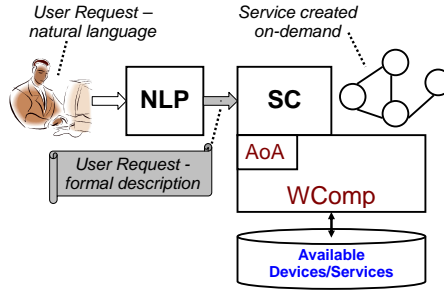 User Request –
natural language
Service created
on-demand
NLP
SC
User Request -
formal description
AoA
WComp
Available
Devices/Services